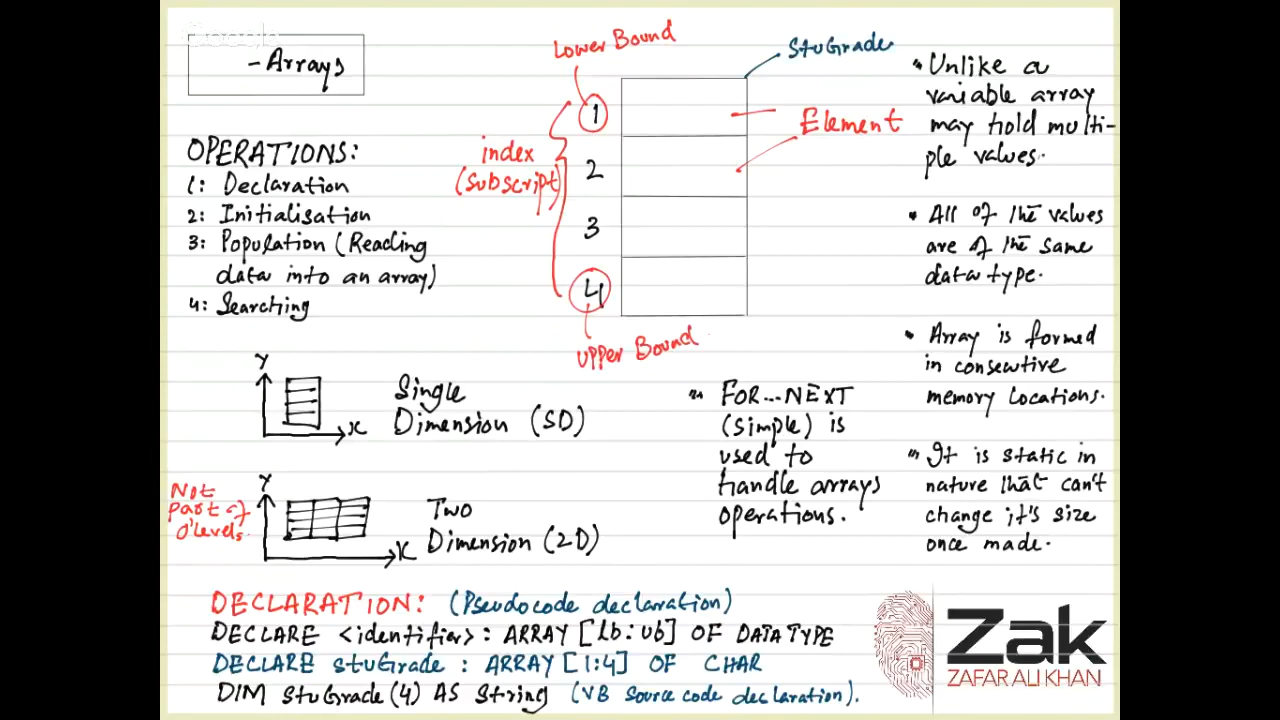 Google
- Arrays
OPERATIONS:
1: Declaration
2: Initialisation
3: Population (Reading
data into an array)
4: Searching
Lower Bound
StuGrade
1
2
3
4
index
(subscript)
Element
Upper Bound
" Unlike a
variable array
may hold multi-
ple values.
• All of the values
are of the same
data type.
• Array is formed
in consecutive
memory locations.
" It is static in
nature that can't
change it's size
once made.
Y
X
Single
Dimension (SD)
" FOR...NEXT
(simple) is
used to
handle arrays
operations.
Not
part of
O'levels.
Y
X
Two
Dimension (2D)
DECLARATION: (Pseudocode declaration)
DECLARE <identifier> : ARRAY [lb:ub] OF DATATYPE
DECLARE stuGrade : ARRAY [1:4] OF CHAR
DIM stuGrade(4) AS String (VB Source code declaration).
Zak
ZAFAR ALI KHAN